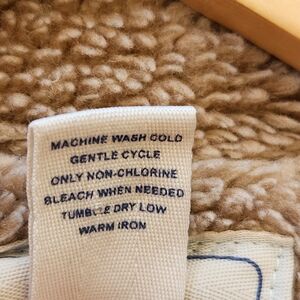 MACHINE WASH COLD
GENTLE CYCLE
ONLY NON-CHLORINE
BLEACH WHEN NEEDED
TUMBLE DRY LOW
WARM IRON